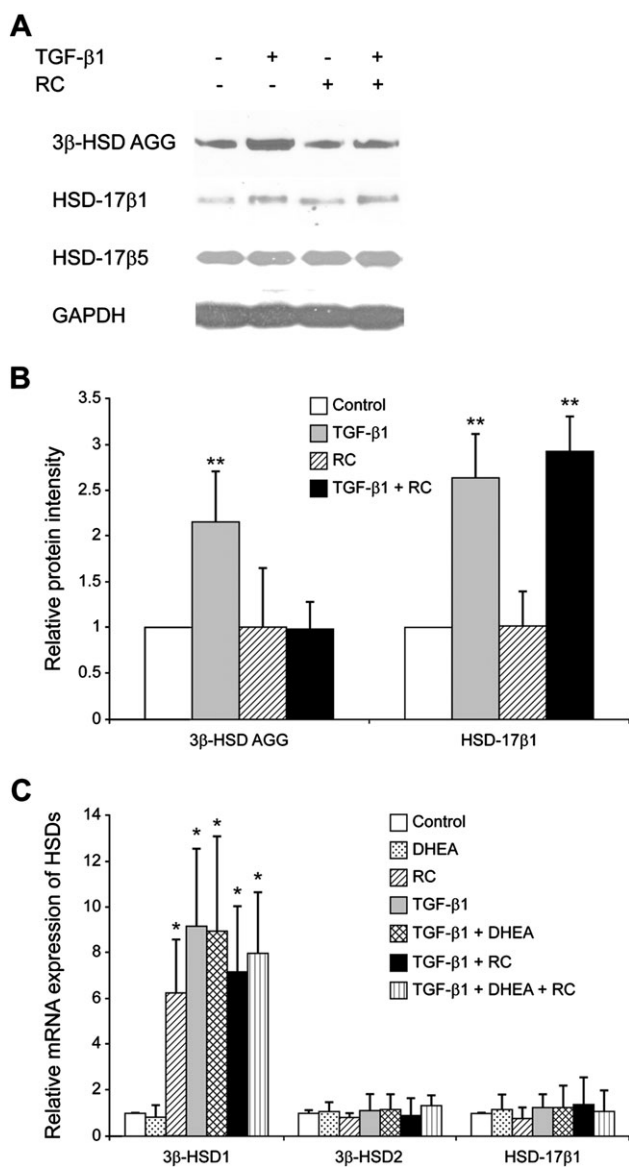 A
TGF-β1 - + - +
RC - - + +
3β-HSD AGG
HSD-17β1
HSD-17β5
GAPDH
B
Relative protein intensity
3.5
3
2.5
2
1.5
1
0.5
0
Control
TGF-β1
RC
TGF-β1 + RC
**
**
**
3β-HSD AGG HSD-17β1
C
Relative mRNA expression of HSDs
14
12
10
8
6
4
2
0
Control
DHEA
RC
TGF-β1
TGF-β1 + DHEA
TGF-β1 + RC
TGF-β1 + DHEA + RC
*
*
*
*
*
3β-HSD1 3β-HSD2 HSD-17β1